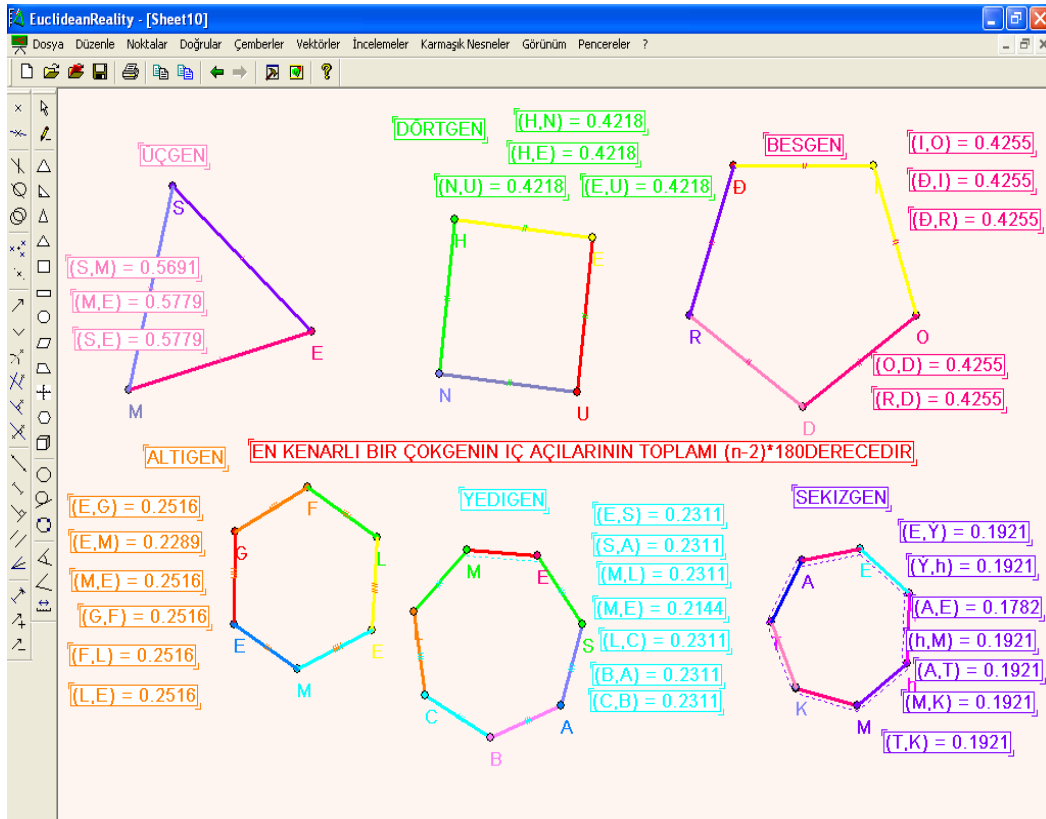 EuclideanReality - [Sheet10]
Dosya Düzenle Noktalar Doğrular Çemberler Vektörler İncelemeler Karmaşık Nesneler Görünüm Pencereler ?
ÜÇGEN
S
(S,M) = 0.5691
(M,E) = 0.5779
(S,E) = 0.5779
E
M
DÖRTGEN
(H,N) = 0.4218
(H,E) = 0.4218
(N,U) = 0.4218
(E,U) = 0.4218
H
E
N
U
BESGEN
(I,O) = 0.4255
(Đ,I) = 0.4255
(Đ,R) = 0.4255
Đ
I
R
O
(O,D) = 0.4255
(R,D) = 0.4255
D
EN KENARLI BIR ÇOKGENIN IÇ AÇILARININ TOPLAMI (n-2)*180DERECEDIR
ALTIGEN
(E,G) = 0.2516
(E,M) = 0.2289
(M,E) = 0.2516
(G,F) = 0.2516
(F,L) = 0.2516
(L,E) = 0.2516
F
G
L
E
E
M
YEDIGEN
(E,S) = 0.2311
(S,A) = 0.2311
(M,L) = 0.2311
(M,E) = 0.2144
(L,C) = 0.2311
(B,A) = 0.2311
(C,B) = 0.2311
M
E
S
C
A
B
SEKIZGEN
(E,Ý) = 0.1921
(Ý,h) = 0.1921
(A,E) = 0.1782
(h,M) = 0.1921
(A,T) = 0.1921
(M,K) = 0.1921
(T,K) = 0.1921
A
E
h
K
M